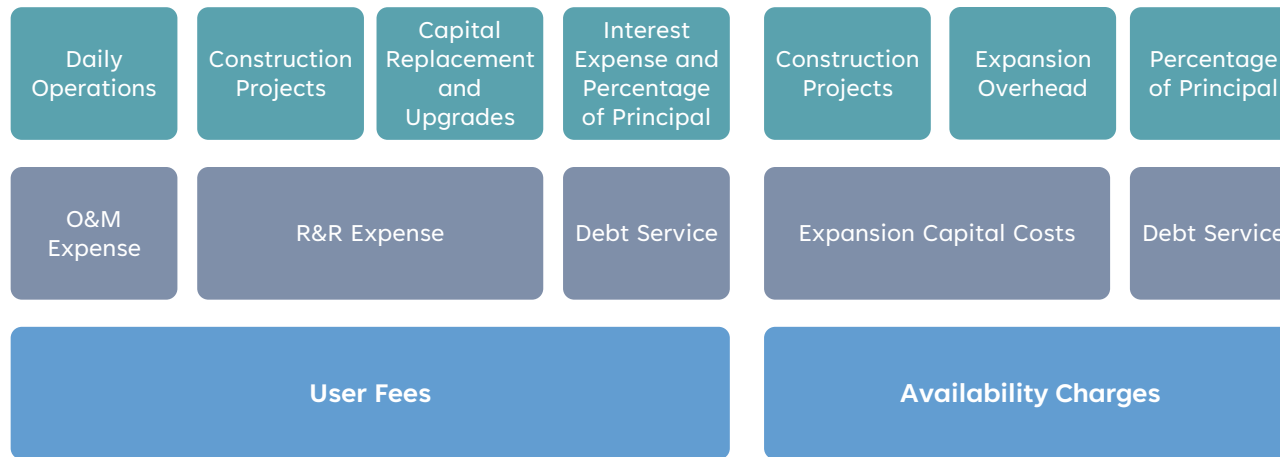 Daily
Operations
Construction
Projects
Capital
Replacement
and
Upgrades
Interest
Expense and
Percentage
of Principal
Construction
Projects
Expansion
Overhead
Percentage
of Principal
O&M
Expense
R&R Expense
Debt Service
Expansion Capital Costs
Debt Service
User Fees
Availability Charges